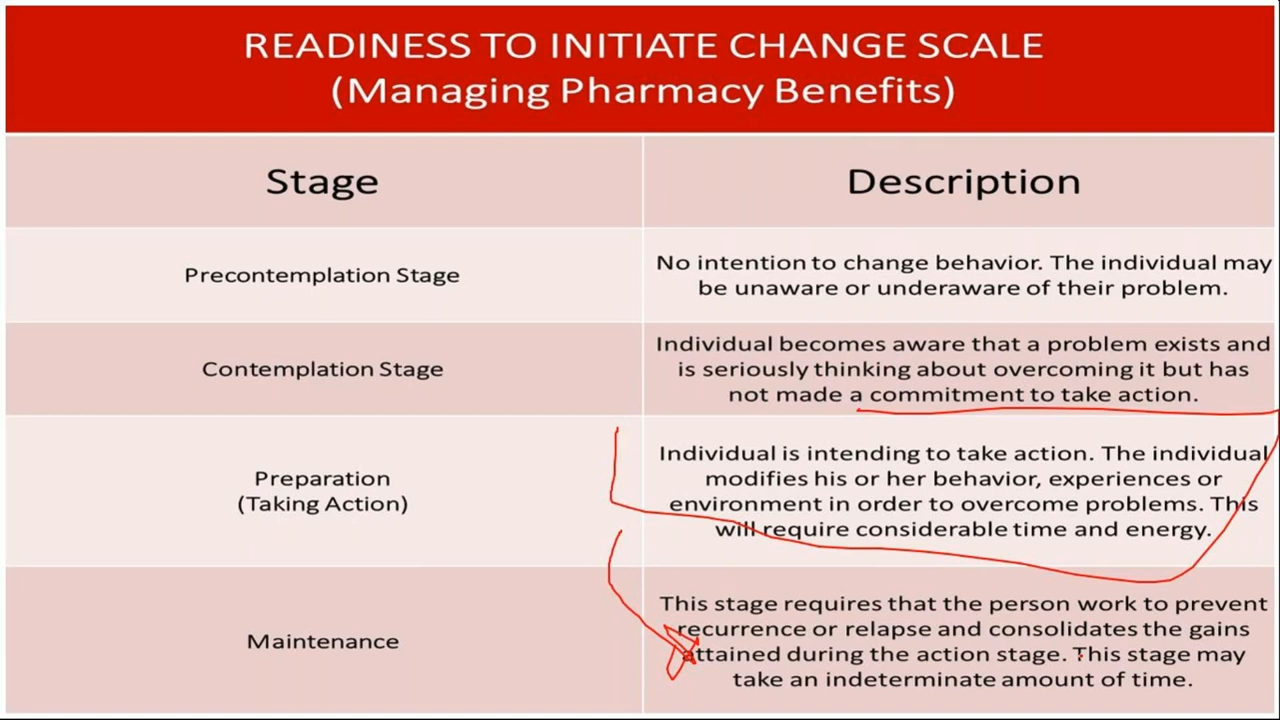 READINESS TO INITIATE CHANGE SCALE
(Managing Pharmacy Benefits)
Stage
Description
Precontemplation Stage
No intention to change behavior. The individual may
be unaware or underaware of their problem.
Contemplation Stage
Individual becomes aware that a problem exists and
is seriously thinking about overcoming it but has
not made a commitment to take action.
Preparation
(Taking Action)
Individual is intending to take action. The individual
modifies his or her behavior, experiences or
environment in order to overcome problems. This
will require considerable time and energy.
Maintenance
This stage requires that the person work to prevent
recurrence or relapse and consolidates the gains
attained during the action stage. This stage may
take an indeterminate amount of time.